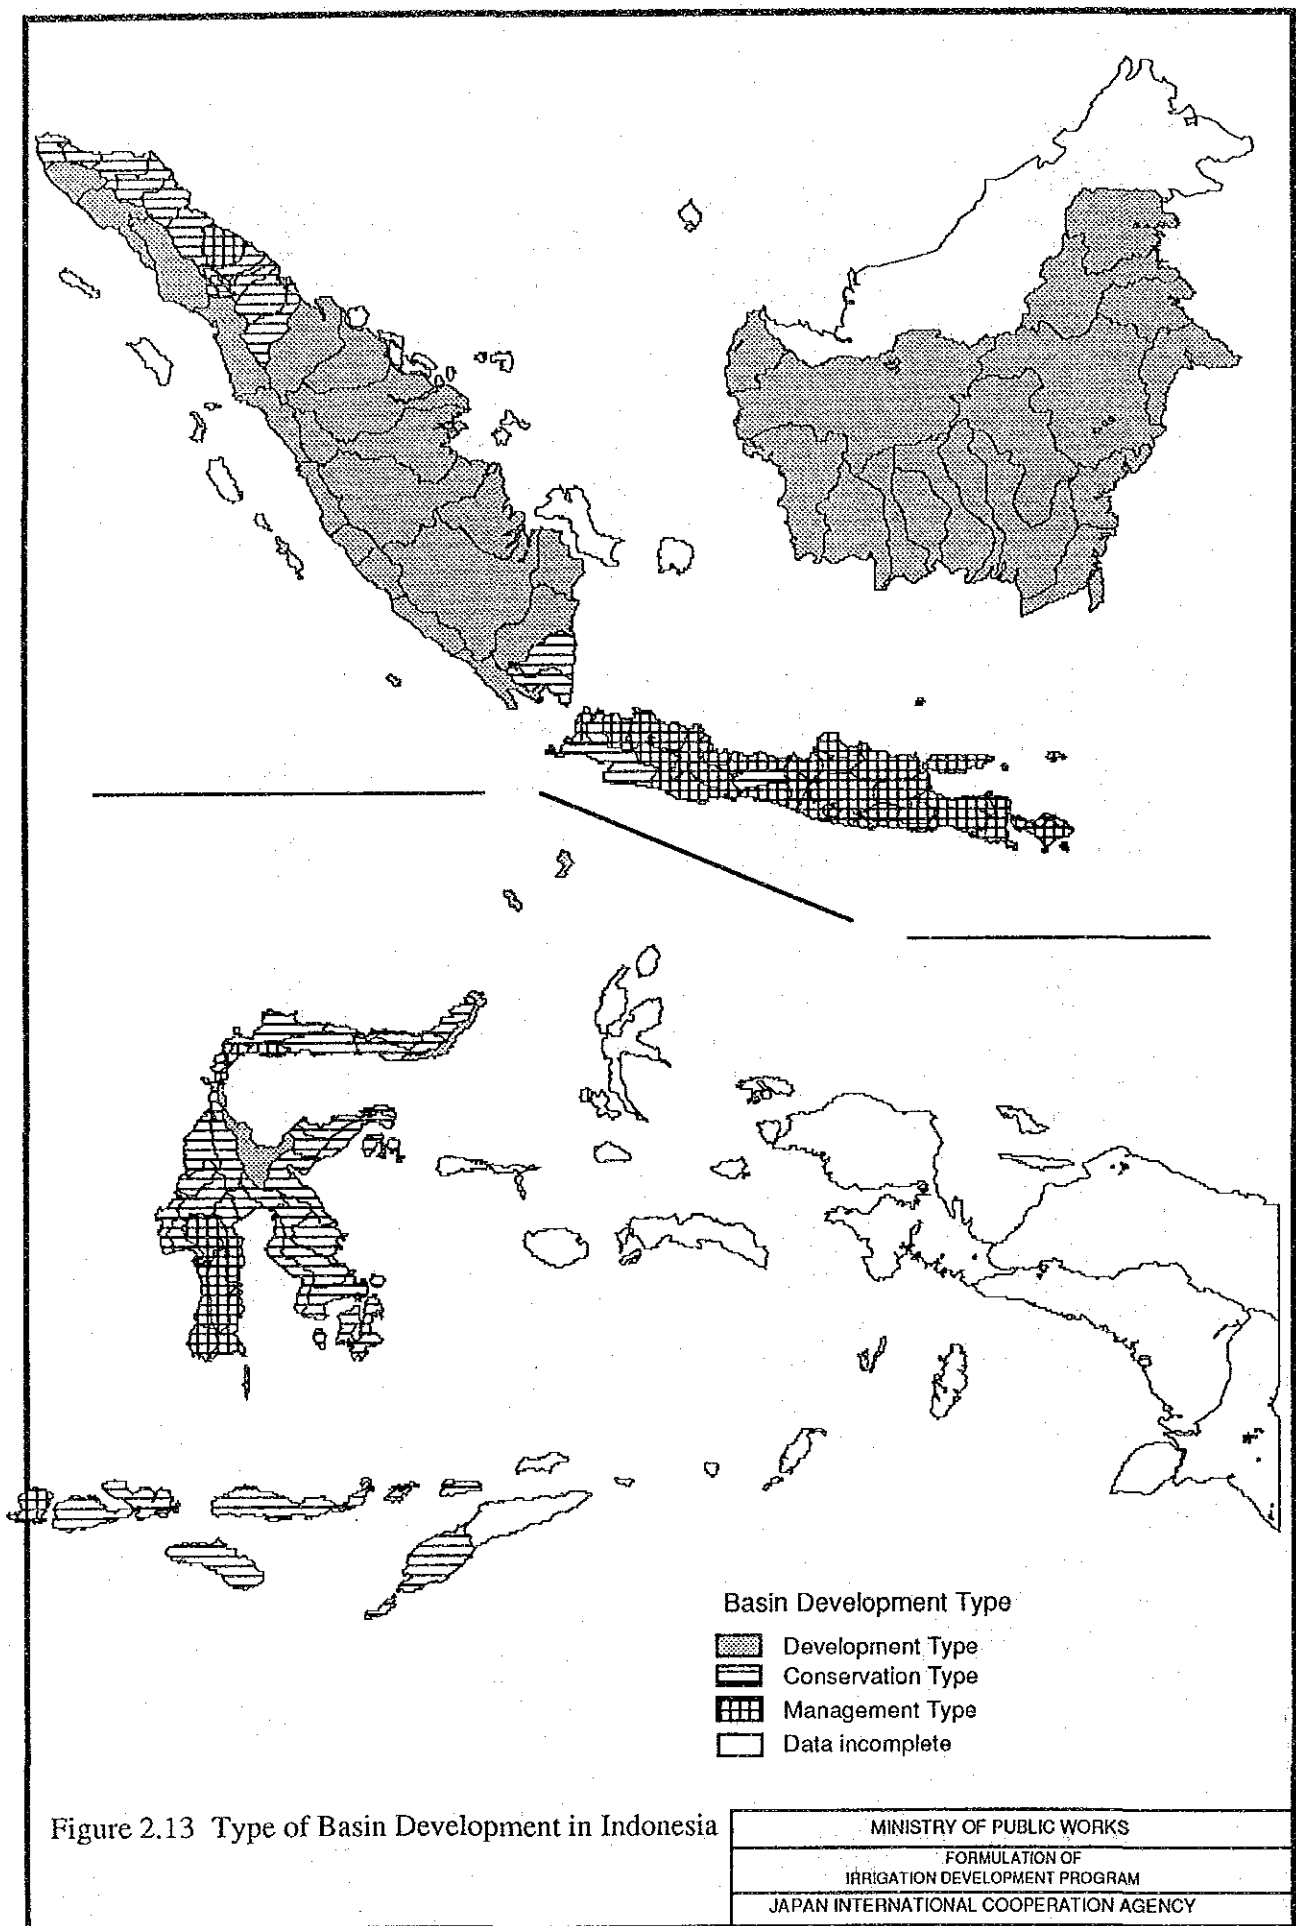 Basin Development Type
Development Type
Conservation Type
Management Type
Data incomplete
Figure 2.13 Type of Basin Development in Indonesia
MINISTRY OF PUBLIC WORKS
FORMULATION OF
IRRIGATION DEVELOPMENT PROGRAM
JAPAN INTERNATIONAL COOPERATION AGENCY